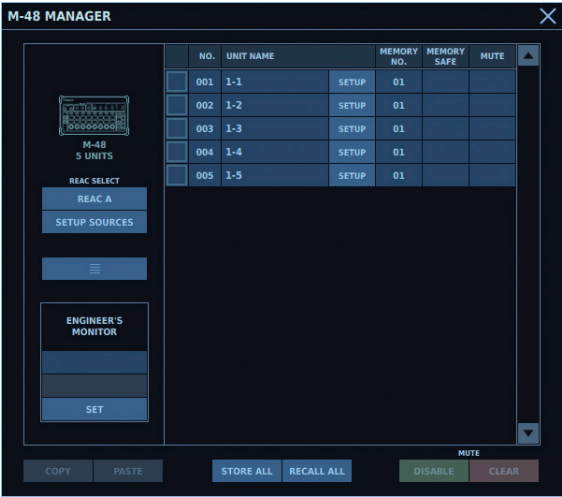 M-48 MANAGER
NO. UNIT NAME MEMORY NO. MEMORY SAFE MUTE
001 1-1 SETUP 01
002 1-2 SETUP 01
003 1-3 SETUP 01
004 1-4 SETUP 01
005 1-5 SETUP 01
M-48
5 UNITS
REAC SELECT
REAC A
SETUP SOURCES
ENGINEER'S
MONITOR
SET
MUTE
COPY PASTE STORE ALL RECALL ALL DISABLE CLEAR